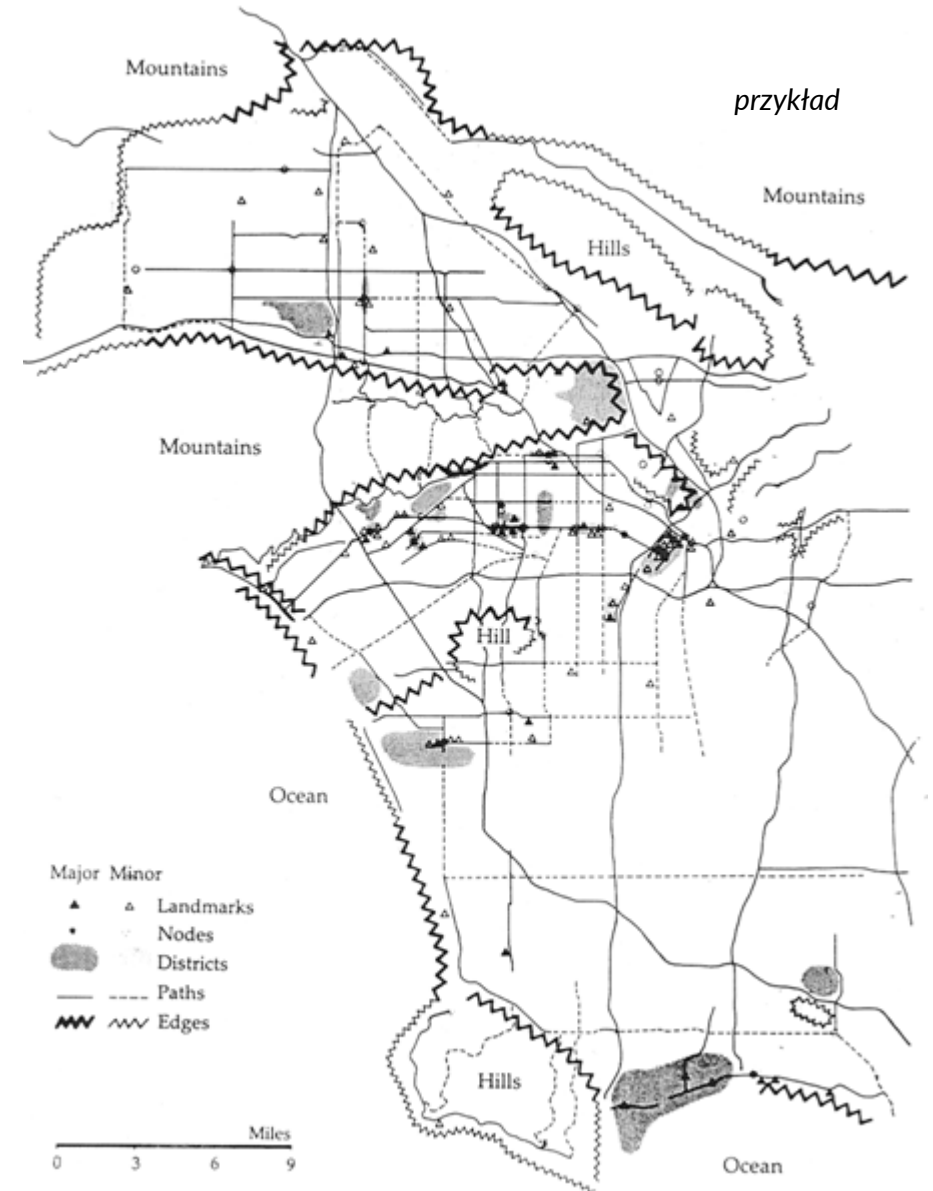 Mountains
przykład
Mountains
Hills
Mountains
Hill
Ocean
Major Minor
Landmarks
Nodes
Districts
Paths
Edges
Hills
Miles
0 3 6 9
Ocean